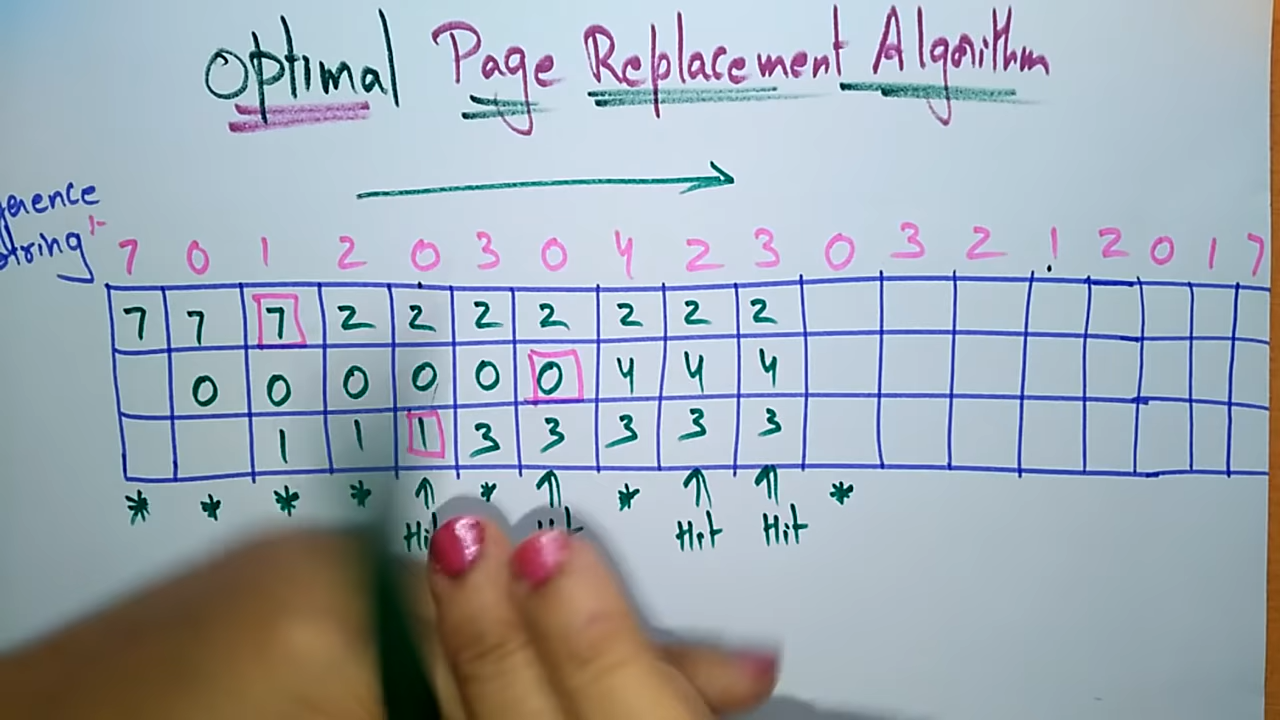 Optimal Page Replacement Algorithm
String:- 7 0 1 2 0 3 0 4 2 3 0 3 2 1 2 0 1 7
7 7 7 2 2 2 2 2 2 2
0 0 0 0 0 0 4 4 4
1 1 1 3 3 3 3 3
* * * * ↑ * ↑ * ↑ ↑ *
Hit Hit Hit